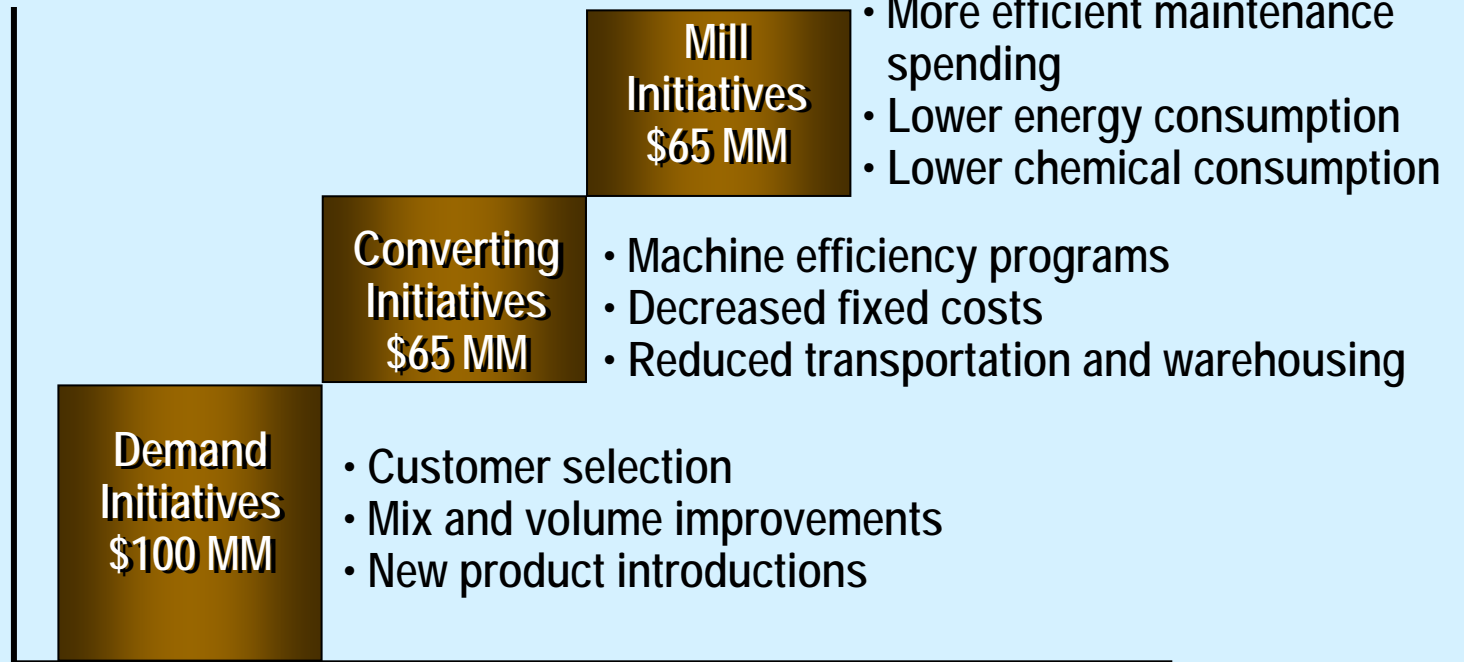 Mill
Initiatives
$65 MM
• More efficient maintenance
spending
• Lower energy consumption
• Lower chemical consumption
Converting
Initiatives
$65 MM
• Machine efficiency programs
• Decreased fixed costs
• Reduced transportation and warehousing
Demand
Initiatives
$100 MM
• Customer selection
• Mix and volume improvements
• New product introductions